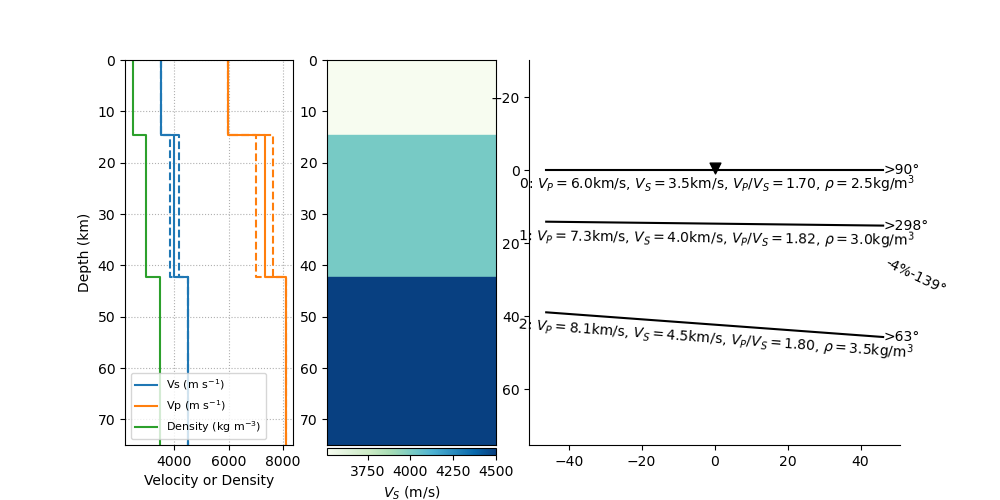 0
10
20
30
40
50
60
70
Depth (km)
4000 6000 8000
Velocity or Density
Vs (m s⁻¹)
Vp (m s⁻¹)
Density (kg m⁻³)
0
10
20
30
40
50
60
70
3750 4000 4250 4500
V_S (m/s)
−20
0
20
40
60
>90°
0: V_P = 6.0km/s, V_S = 3.5km/s, V_P/V_S = 1.70, ρ = 2.5kg/m³
>298°
1: V_P = 7.3km/s, V_S = 4.0km/s, V_P/V_S = 1.82, ρ = 3.0kg/m³
-4%-139°
>63°
2: V_P = 8.1km/s, V_S = 4.5km/s, V_P/V_S = 1.80, ρ = 3.5kg/m³
−40 −20 0 20 40